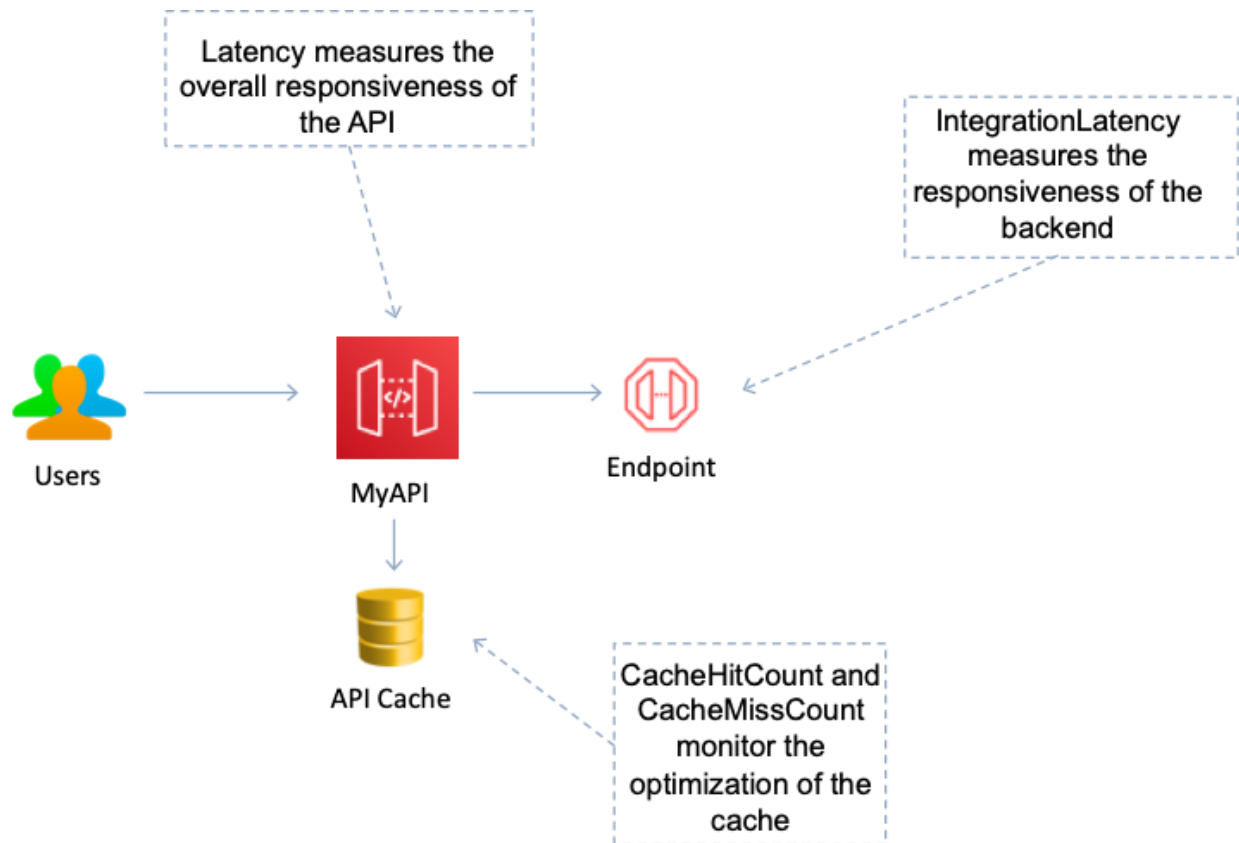 Latency measures the
overall responsiveness of
the API
IntegrationLatency
measures the
responsiveness of the
backend
Users
MyAPI
</>
Endpoint
API Cache
CacheHitCount and
CacheMissCount
monitor the
optimization of the
cache